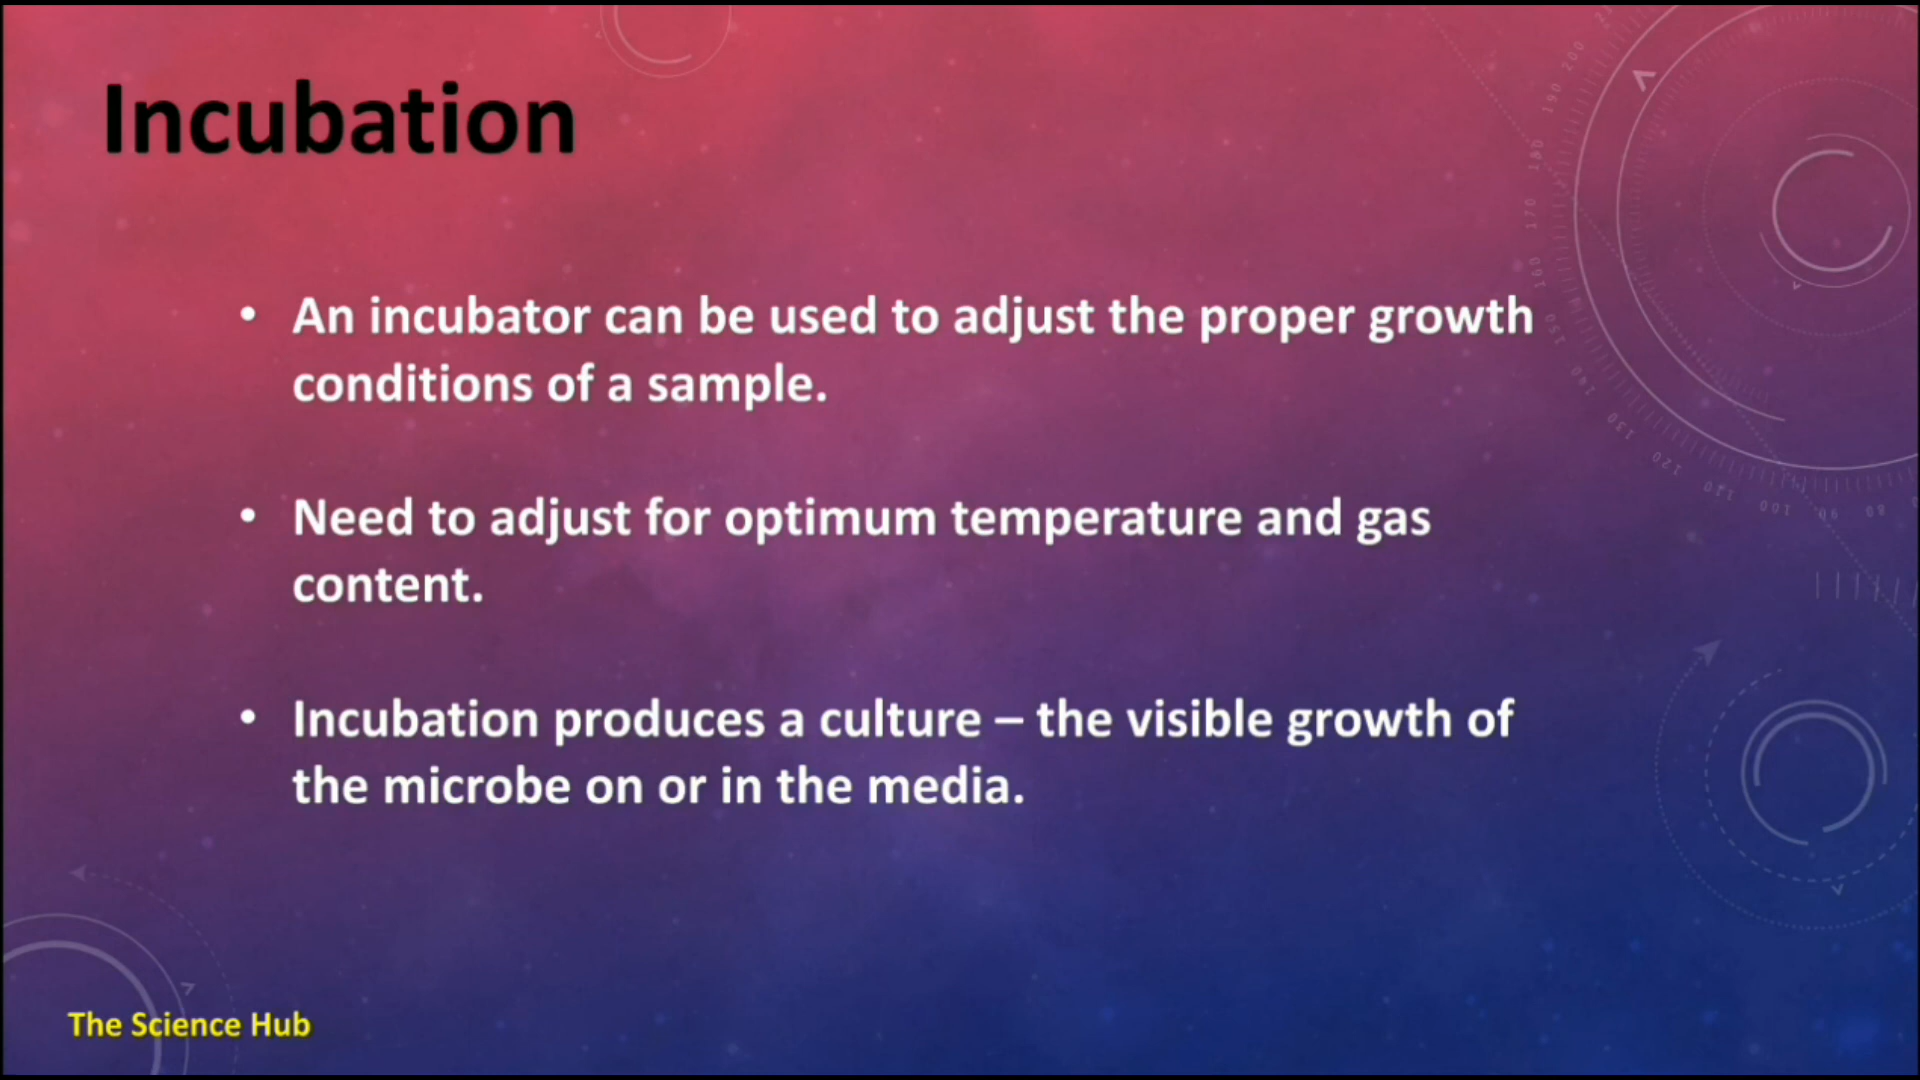 Incubation
• An incubator can be used to adjust the proper growth
conditions of a sample.
• Need to adjust for optimum temperature and gas
content.
• Incubation produces a culture – the visible growth of
the microbe on or in the media.
The Science Hub